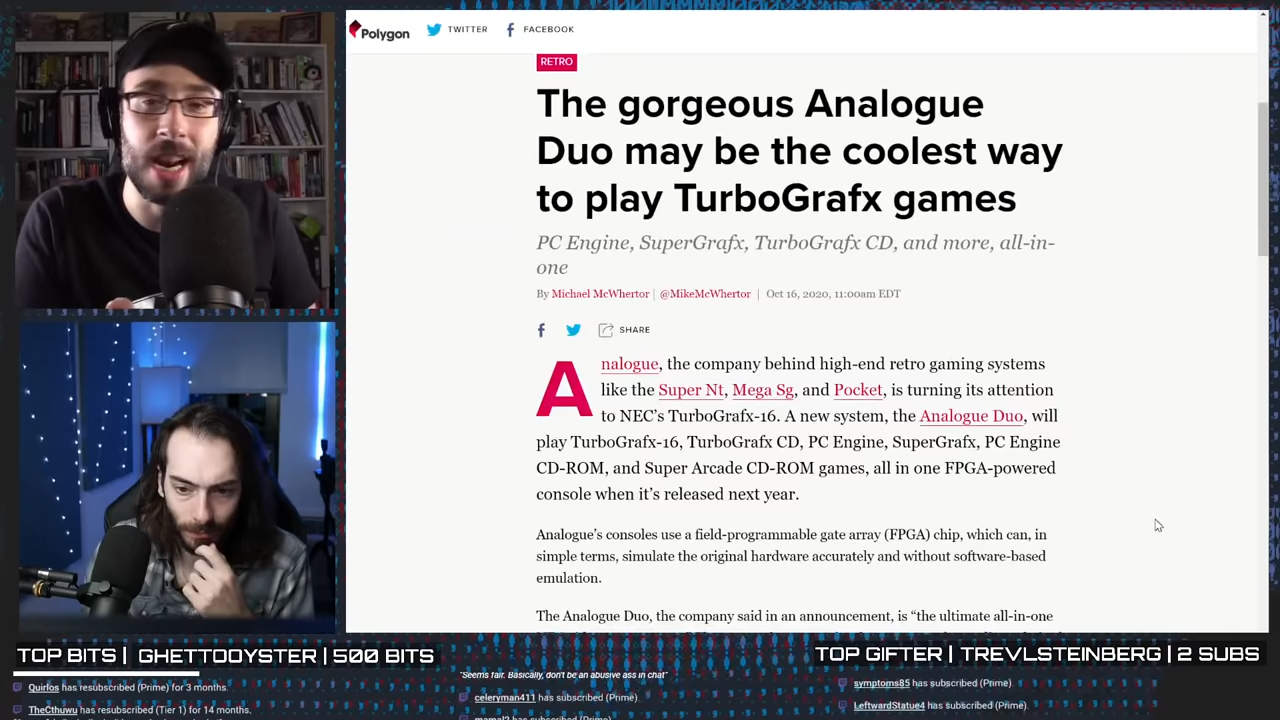 Polygon
TWITTER
FACEBOOK
RETRO
The gorgeous Analogue
Duo may be the coolest way
to play TurboGrafx games
PC Engine, SuperGrafx, TurboGrafx CD, and more, all-in-
one
By Michael McWhertor | @MikeMcWhertor | Oct 16, 2020, 11:00am EDT
SHARE
Analogue, the company behind high-end retro gaming systems
like the Super Nt, Mega Sg, and Pocket, is turning its attention
to NEC’s TurboGrafx-16. A new system, the Analogue Duo, will
play TurboGrafx-16, TurboGrafx CD, PC Engine, SuperGrafx, PC Engine
CD-ROM, and Super Arcade CD-ROM games, all in one FPGA-powered
console when it’s released next year.
Analogue’s consoles use a field-programmable gate array (FPGA) chip, which can, in
simple terms, simulate the original hardware accurately and without software-based
emulation.
The Analogue Duo, the company said in an announcement, is “the ultimate all-in-one
TOP BITS | GHETTODYSTER | 500 BITS
TOP GIFTER | TREVLSTEINBERG | 2 SUBS
Quirlos has resubscribed (Prime) for 3 months.
TheCthuwu has resubscribed (Tier 1) for 14 months.
"Seems fair. Basically, don't be an abusive ass in chat"
celeryman411 has subscribed (Prime).
symptoms85 has subscribed (Prime).
LeftwardStatue4 has subscribed (Prime).